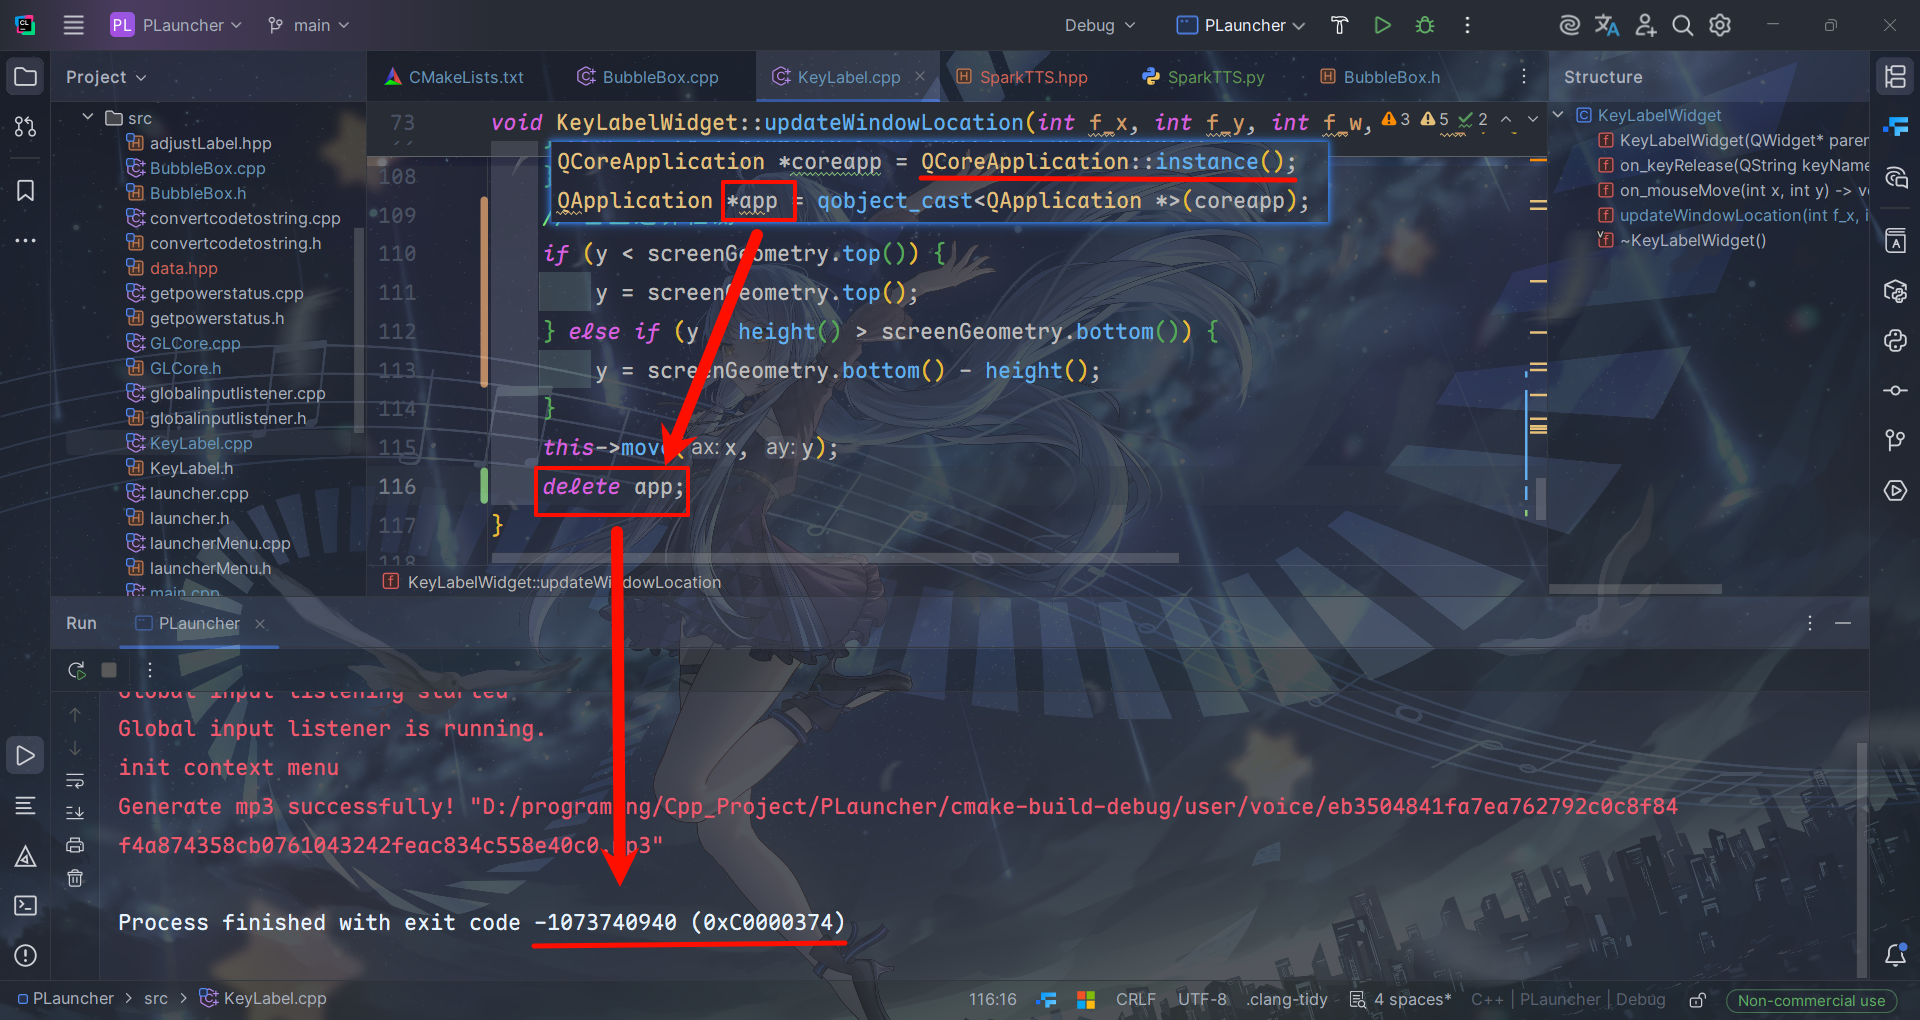 PL PLauncher main Debug PLauncher
Project
CMakeLists.txt BubbleBox.cpp KeyLabel.cpp SparkTTS.hpp SparkTTS.py BubbleBox.h
Structure
src
adjustLabel.hpp
BubbleBox.cpp
BubbleBox.h
convertcodetostring.cpp
convertcodetostring.h
data.hpp
getpowerstatus.cpp
getpowerstatus.h
GLCore.cpp
GLCore.h
globalinputlistener.cpp
globalinputlistener.h
KeyLabel.cpp
KeyLabel.h
launcher.cpp
launcher.h
launcherMenu.cpp
launcherMenu.h
main.cpp
73 void KeyLabelWidget::updateWindowLocation(int f_x, int f_y, int f_w, 3 5 2
QCoreApplication *coreapp = QCoreApplication::instance();
QApplication *app = qobject_cast<QApplication *>(coreapp);
108
109 //
110 if (y < screenGeometry.top()) {
111 y = screenGeometry.top();
112 } else if (y height() > screenGeometry.bottom()) {
113 y = screenGeometry.bottom() - height();
114 }
115 this->move( ax: x, ay: y);
116 delete app;
117 }
118
KeyLabelWidget::updateWindowLocation
KeyLabelWidget
KeyLabelWidget(QWidget* paren
on_keyRelease(QString keyName
on_mouseMove(int x, int y) -> v
updateWindowLocation(int f_x, i
~KeyLabelWidget()
Run PLauncher
Global input listening started
Global input listener is running.
init context menu
Generate mp3 successfully! "D:/programing/Cpp_Project/PLauncher/cmake-build-debug/user/voice/eb3504841fa7ea762792c0c8f84
f4a874358cb0761043242feac834c558e40c0.mp3"
Process finished with exit code -1073740940 (0xC0000374)
PLauncher > src > KeyLabel.cpp
116:16 CRLF UTF-8 .clang-tidy 4 spaces* C++ | PLauncher | Debug Non-commercial use